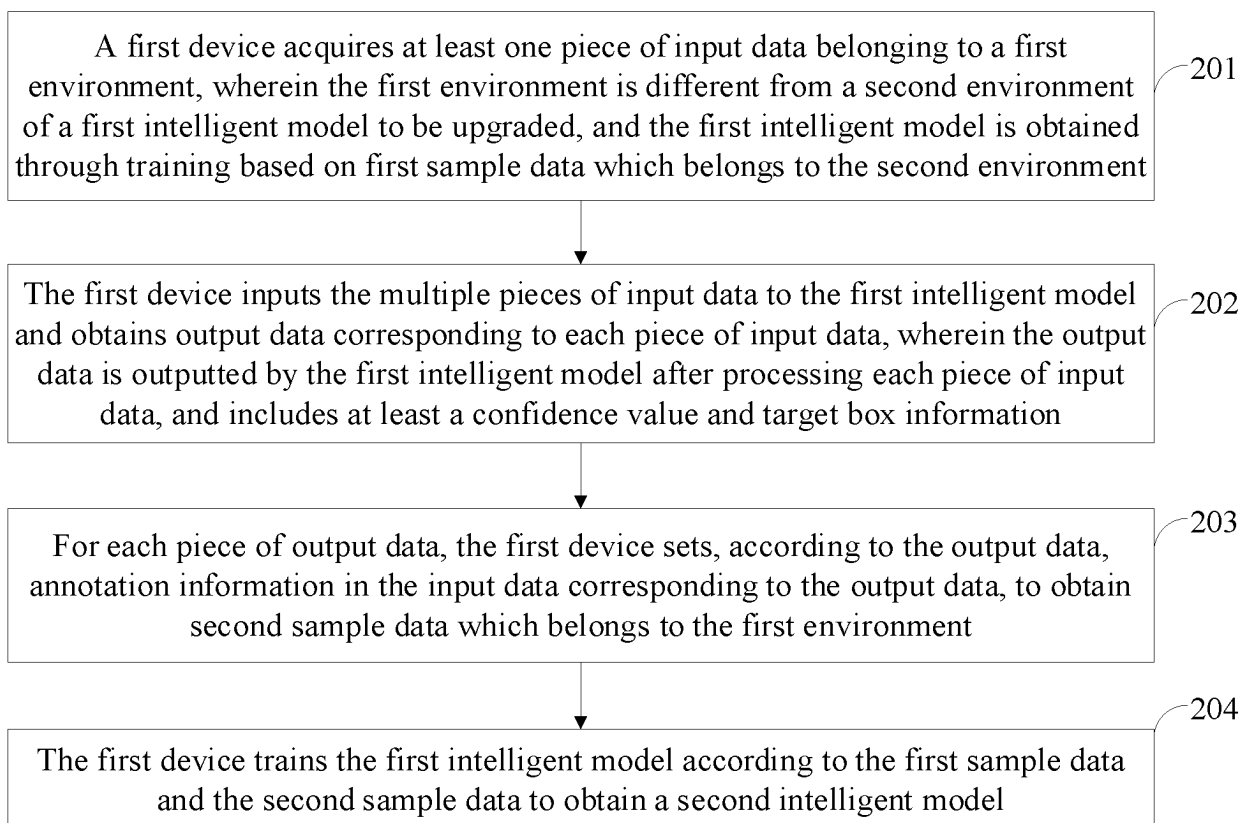 A first device acquires at least one piece of input data belonging to a first
environment, wherein the first environment is different from a second environment
of a first intelligent model to be upgraded, and the first intelligent model is obtained
through training based on first sample data which belongs to the second environment
201
The first device inputs the multiple pieces of input data to the first intelligent model
and obtains output data corresponding to each piece of input data, wherein the output
data is outputted by the first intelligent model after processing each piece of input
data, and includes at least a confidence value and target box information
202
For each piece of output data, the first device sets, according to the output data,
annotation information in the input data corresponding to the output data, to obtain
second sample data which belongs to the first environment
203
The first device trains the first intelligent model according to the first sample data
and the second sample data to obtain a second intelligent model
204